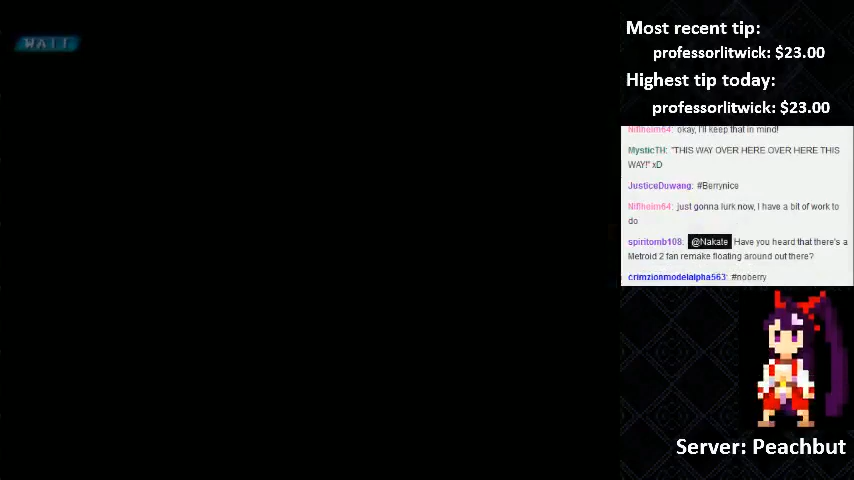 WAIT
Most recent tip:
professorlitwick: $23.00
Highest tip today:
professorlitwick: $23.00
Niflheim64: okay, I'll keep that in mind!
MysticTH: "THIS WAY OVER HERE OVER HERE THIS
WAY!" xD
JusticeDuwang: #Berrynice
Niflheim64: just gonna lurk now, I have a bit of work to
do
spiritomb108: @Nakate Have you heard that there's a
Metroid 2 fan remake floating around out there?
crimzionmodelalpha563: #noberry
Server: Peachbut